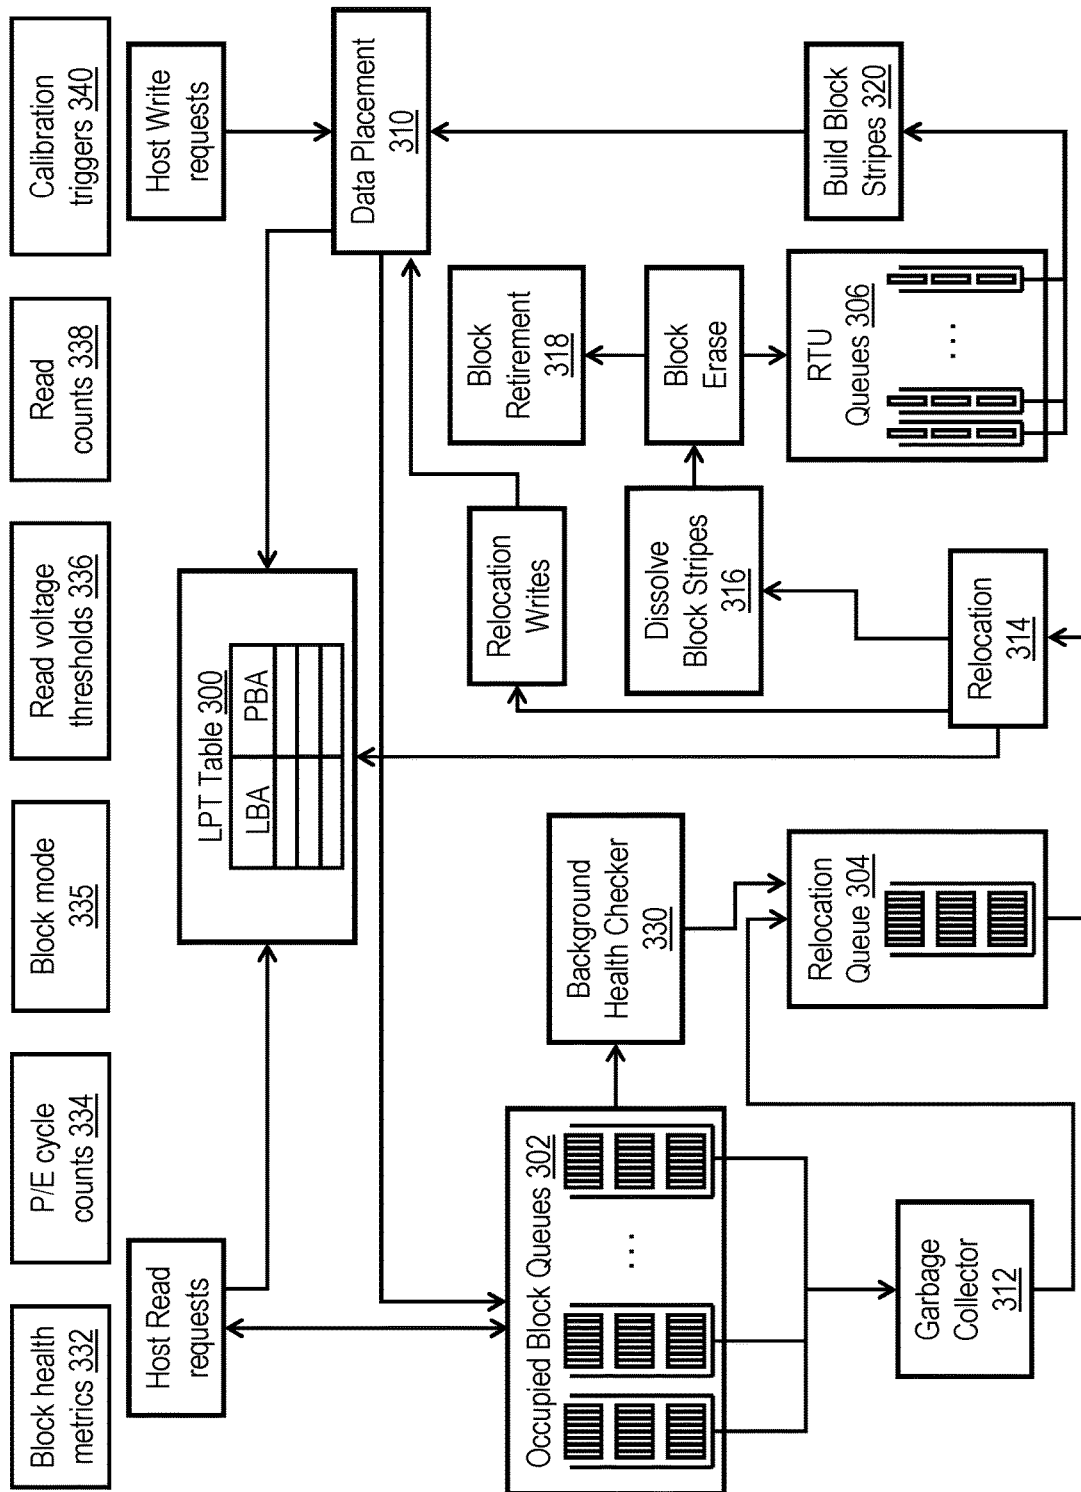 Block health
metrics 332
P/E cycle
counts 334
Block mode
335
Read voltage
thresholds 336
Read
counts 338
Calibration
triggers 340
Host Read
requests
Host Write
requests
LPT Table 300
LBA PBA
Data Placement
310
Occupied Block Queues 302
...
Background
Health Checker
330
Relocation
Writes
Block
Retirement
318
Dissolve
Block Stripes
316
Block
Erase
Garbage
Collector
312
Relocation
Queue 304
Relocation
314
RTU
Queues 306
...
Build Block
Stripes 320